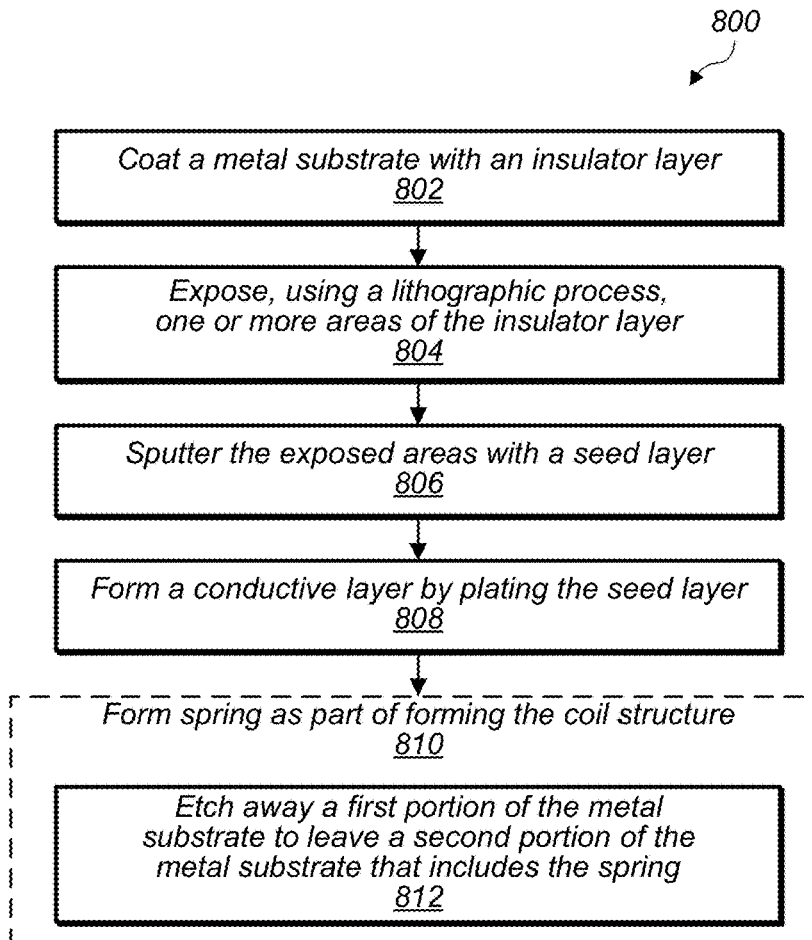 800
Coat a metal substrate with an insulator layer
802
Expose, using a lithographic process,
one or more areas of the insulator layer
804
Sputter the exposed areas with a seed layer
806
Form a conductive layer by plating the seed layer
808
Form spring as part of forming the coil structure
810
Etch away a first portion of the metal
substrate to leave a second portion of the
metal substrate that includes the spring
812